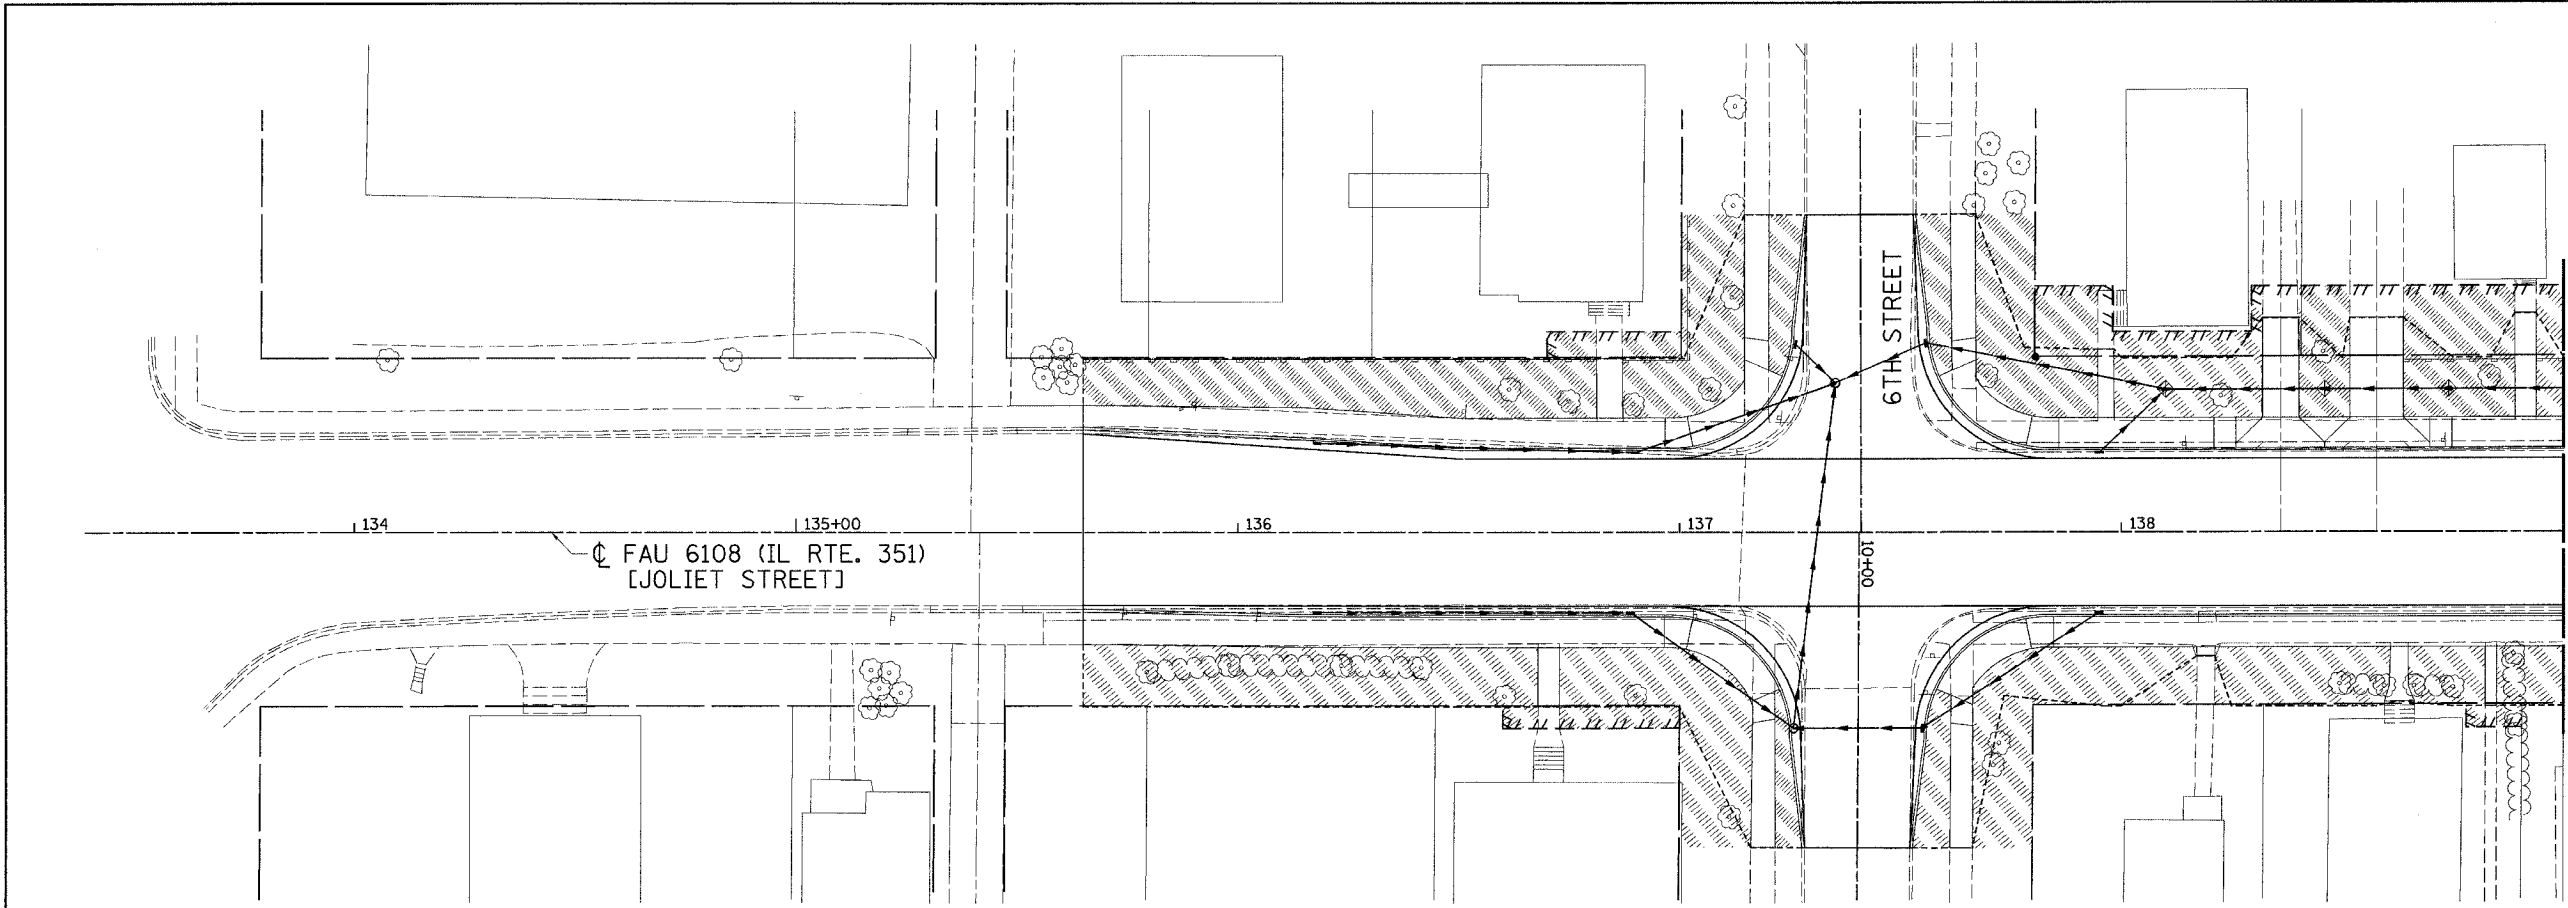 6TH STREET
134
135+00
136
137
138
℄ FAU 6108 (IL RTE. 351)
[JOLIET STREET]
10+00